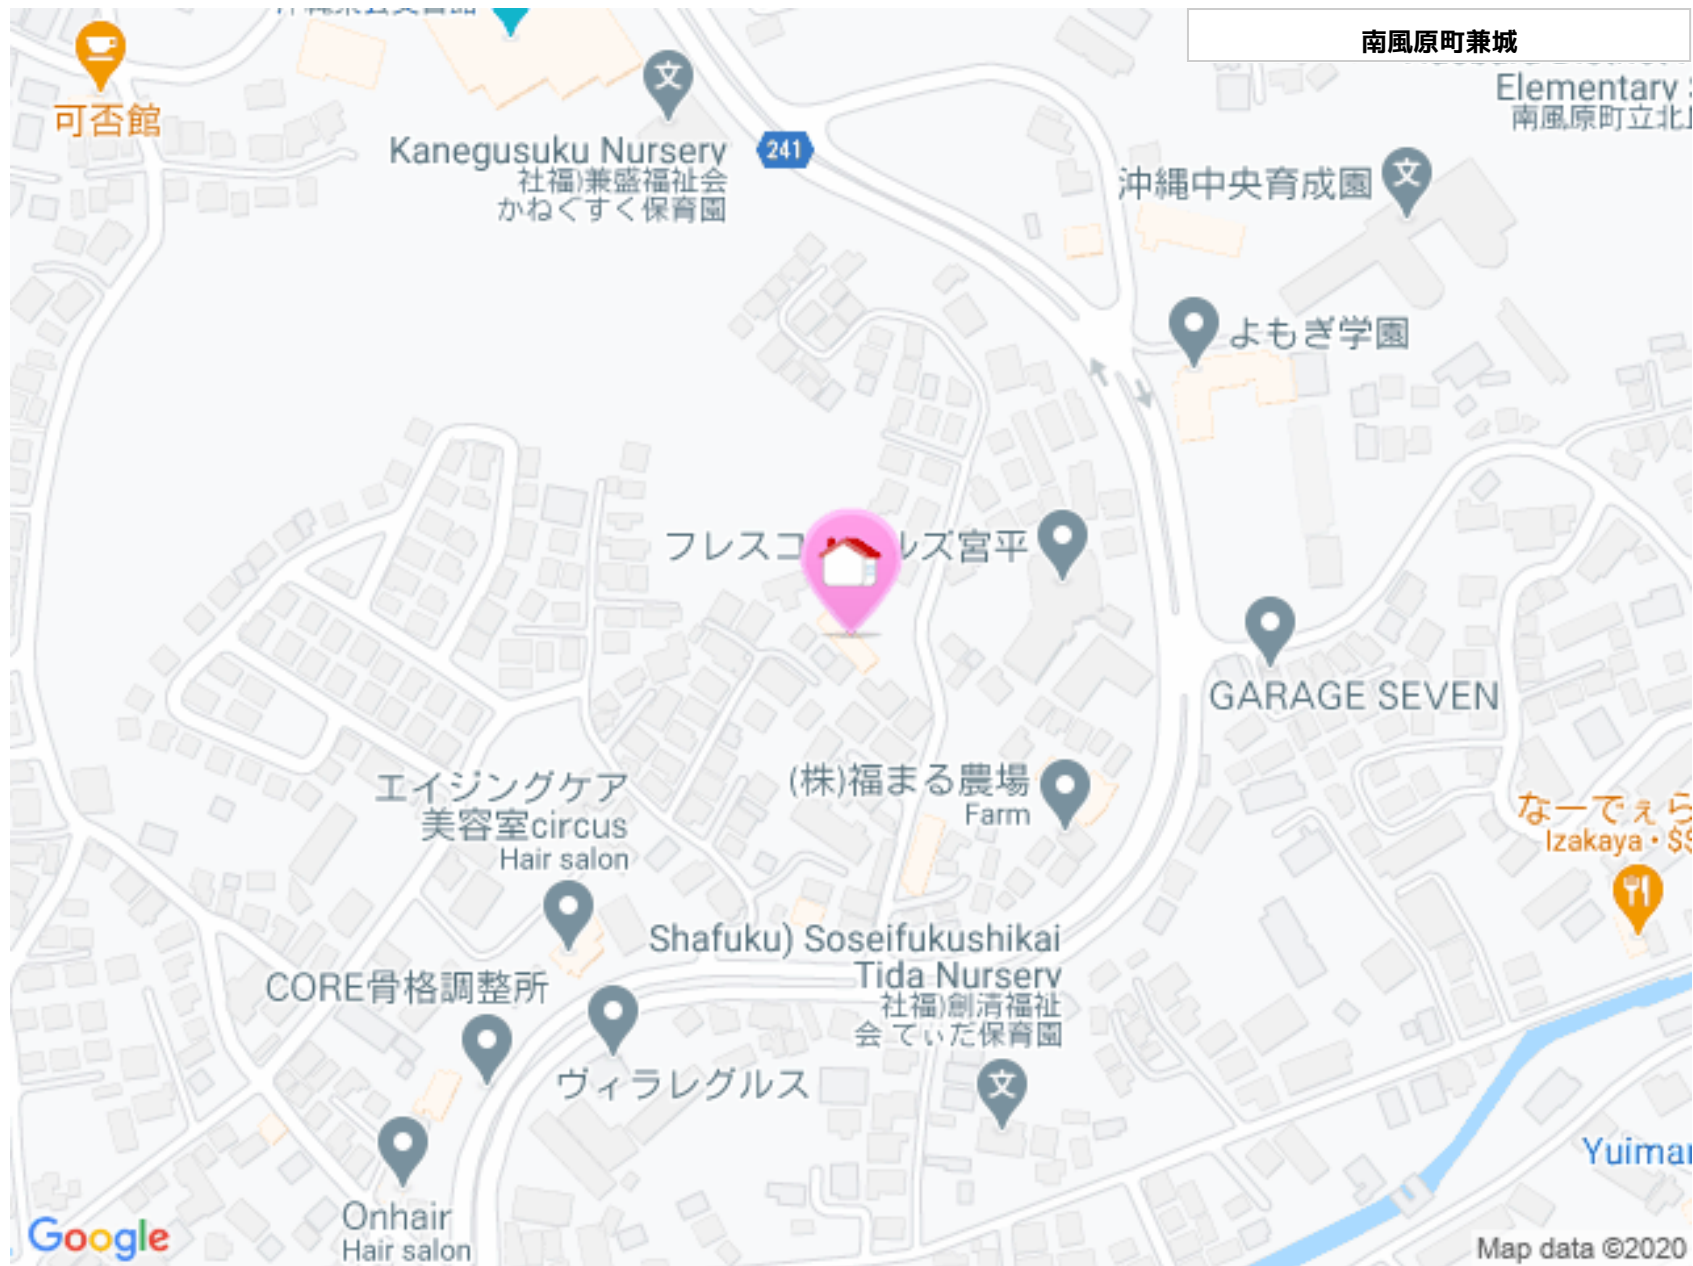 南風原町兼城
可否館
Kanegusuku Nursery
社福)兼盛福祉会
かねぐすく保育園
241
Elementary
南風原町立北丘
沖縄中央育成園
よもぎ学園
フレスコ
ルズ宮平
GARAGE SEVEN
エイジングケア
美容室circus
Hair salon
(株)福まる農場
Farm
なーでぇら
Izakaya • $$
Shafuku) Soseifukushikai
Tida Nursery
社福)創清福祉
会 てぃだ保育園
CORE骨格調整所
ヴィラレグルス
Onhair
Hair salon
Yuimar
Google
Map data ©2020